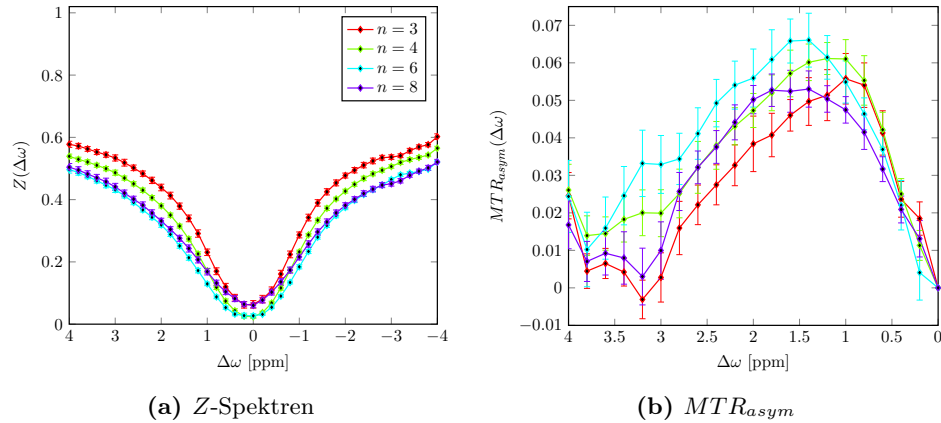 1
0.8
0.6
0.4
0.2
0
Z(Δω)
4 3 2 1 0 −1 −2 −3 −4
Δω [ppm]
n = 3
n = 4
n = 6
n = 8
(a) Z-Spektren
0.07
0.06
0.05
0.04
0.03
0.02
0.01
0
−0.01
MTR_asym(Δω)
4 3.5 3 2.5 2 1.5 1 0.5 0
Δω [ppm]
(b) MTR_asym